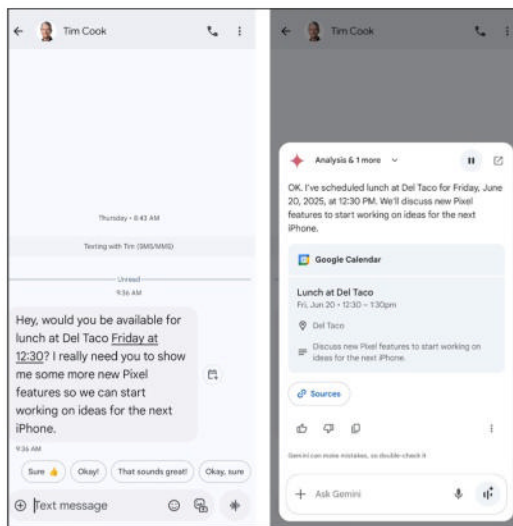 Tim Cook
Thursday • 8:43 AM
Texting with Tim (SMS/MMS)
Unread
9:36 AM
Hey, would you be available for
lunch at Del Taco Friday at
12:30? I really need you to show
me some more new Pixel
features so we can start
working on ideas for the next
iPhone.
9:36 AM
Sure 👍
Okay!
That sounds great!
Okay, sure
Text message
Tim Cook
Analysis & 1 more
OK. I've scheduled lunch at Del Taco for Friday, June
20, 2025, at 12:30 PM. We'll discuss new Pixel
features to start working on ideas for the next
iPhone.
Google Calendar
Lunch at Del Taco
Fri, Jun 20 • 12:30 – 1:30pm
Del Taco
Discuss new Pixel features to start working on
ideas for the next iPhone.
Sources
Gemini can make mistakes, so double-check it
Ask Gemini